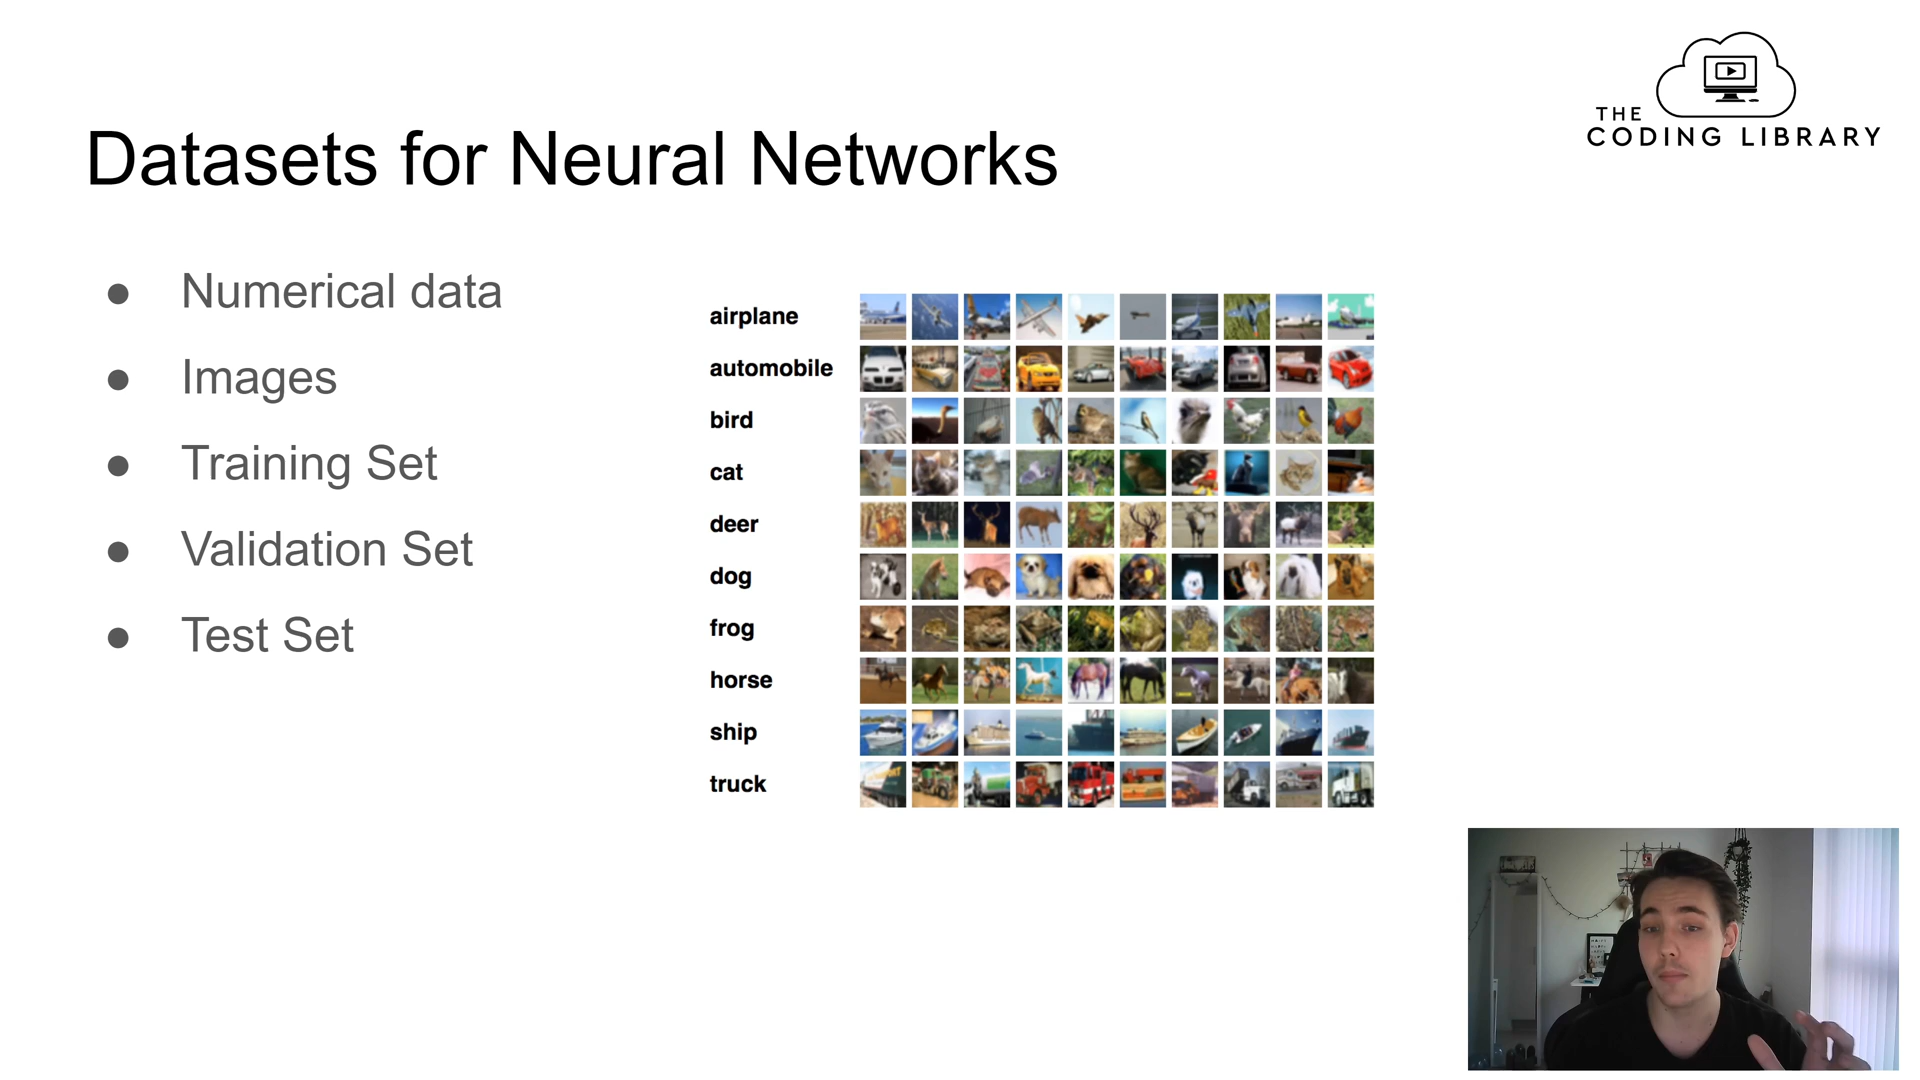 THE
CODING LIBRARY
Datasets for Neural Networks
Numerical data
Images
Training Set
Validation Set
Test Set
airplane
automobile
bird
cat
deer
dog
frog
horse
ship
truck